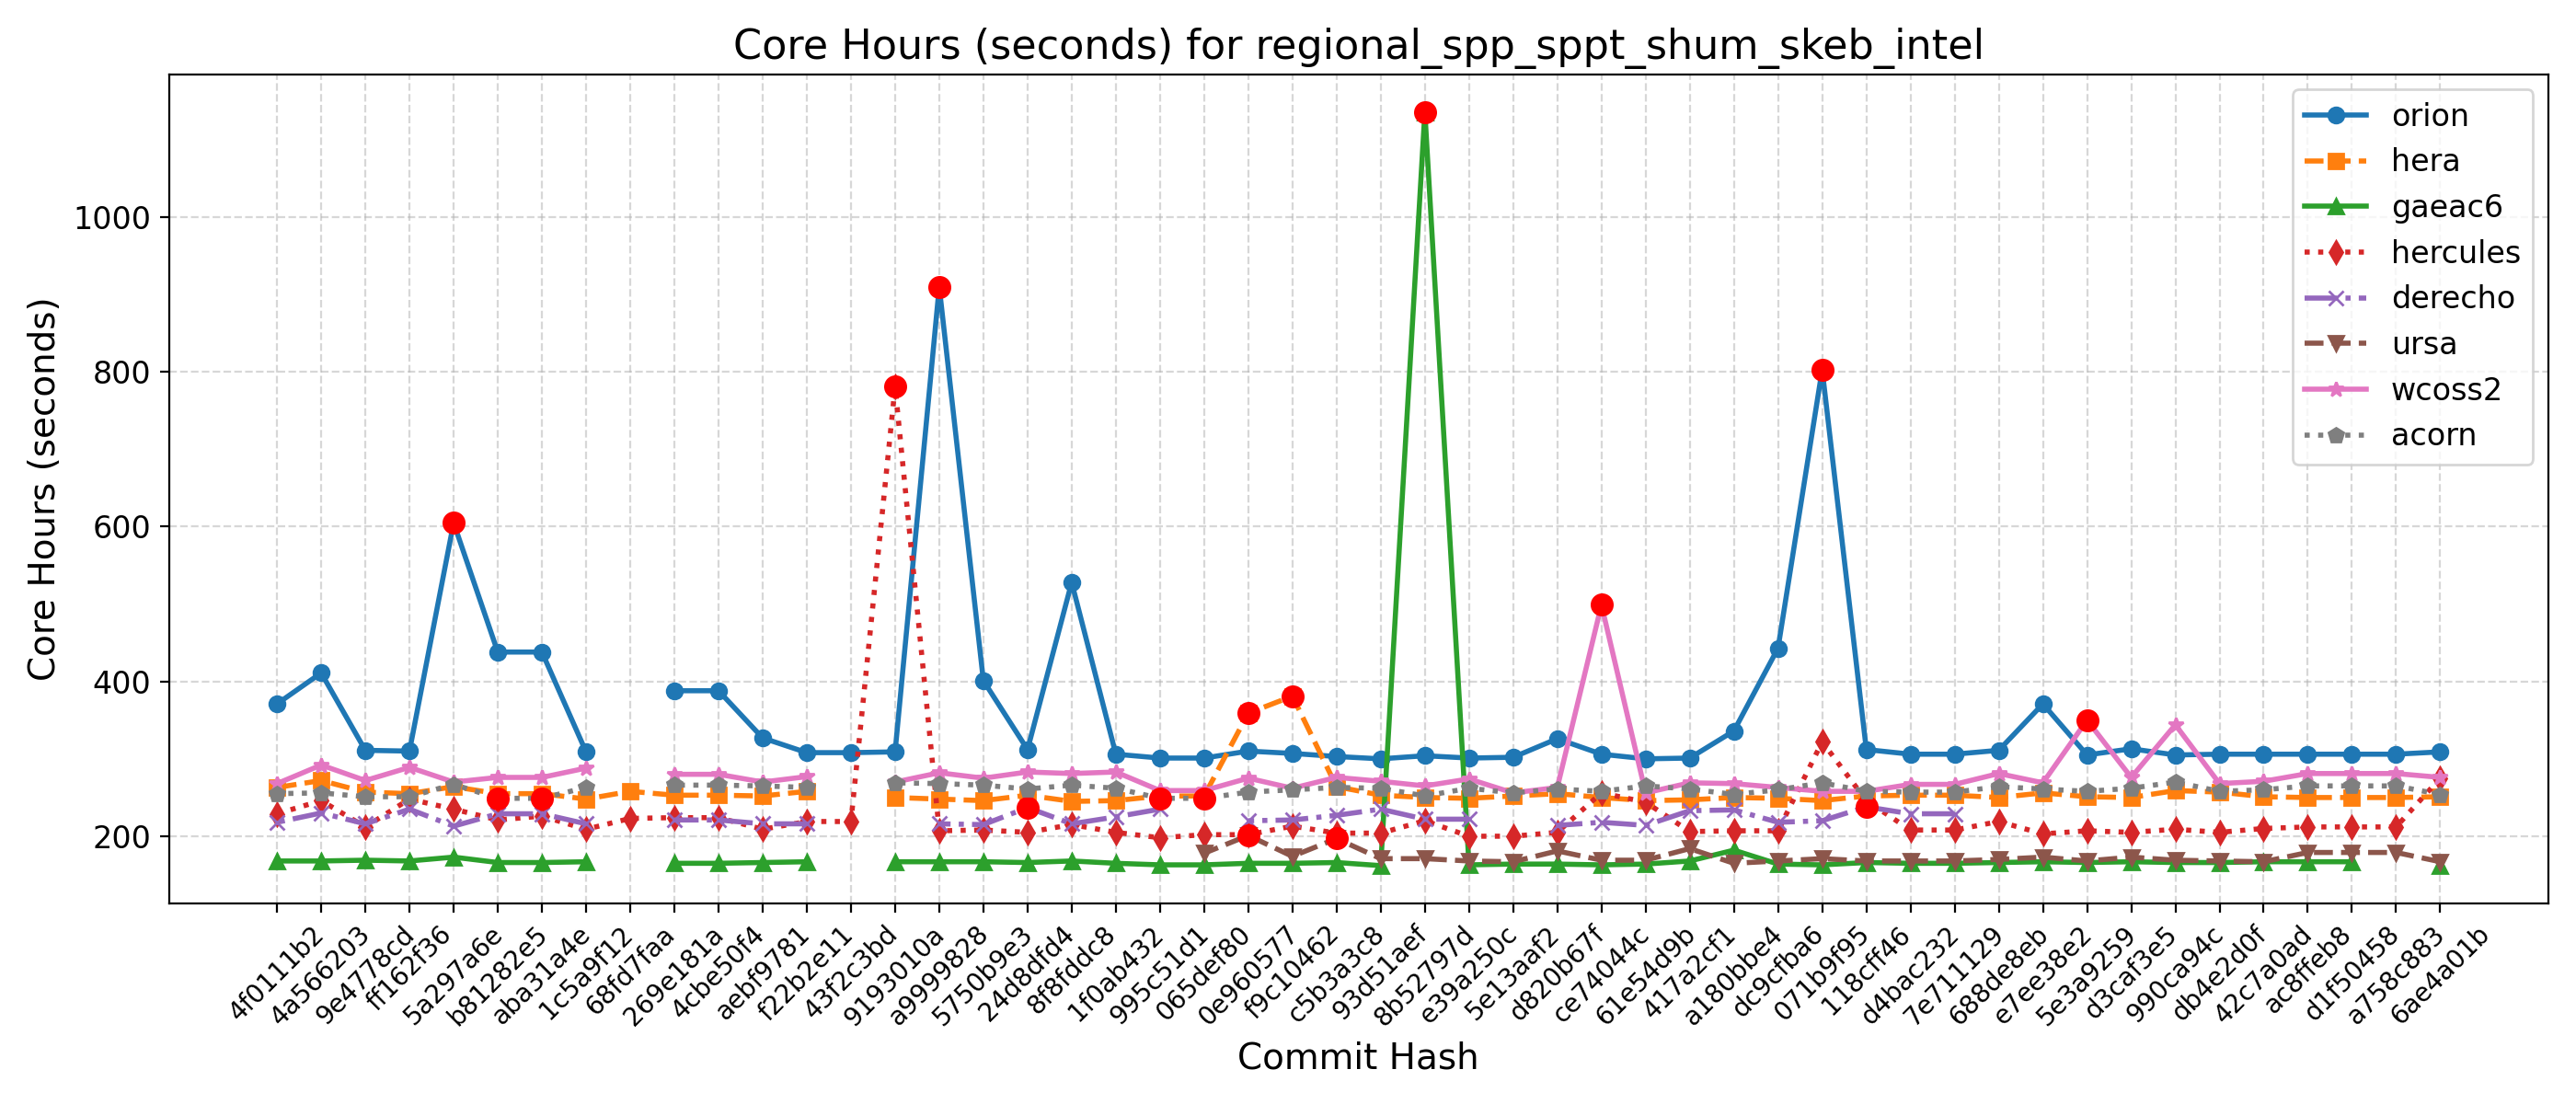 Core Hours (seconds) for regional_spp_sppt_shum_skeb_intel
Core Hours (seconds)
1000
800
600
400
200
orion
hera
gaeac6
hercules
derecho
ursa
wcoss2
acorn
4f0111b2
4a566203
9e4778cd
ff162f36
5a297a6e
b81282e5
aba31a4e
1c5a9f12
68fd7faa
269e181a
4cbe50f4
aebf9781
f22b2e11
43f2c3bd
9193010a
a9999828
5750b9e3
24d8dfd4
8f8fddc8
1f0ab432
995c51d1
065def80
0e960577
f9c10462
c5b3a3c8
93d51aef
8b52797d
e39a250c
5e13aaf2
d820b67f
ce74044c
61e54d9b
417a2cf1
a180bbe4
dc9cfba6
071b9f95
118cff46
d4bac232
7e711129
688de8eb
e7ee38e2
5e3a9259
d3caf3e5
990ca94c
db4e2d0f
42c7a0ad
ac8ffeb8
d1f50458
a758c883
6ae4a01b
Commit Hash